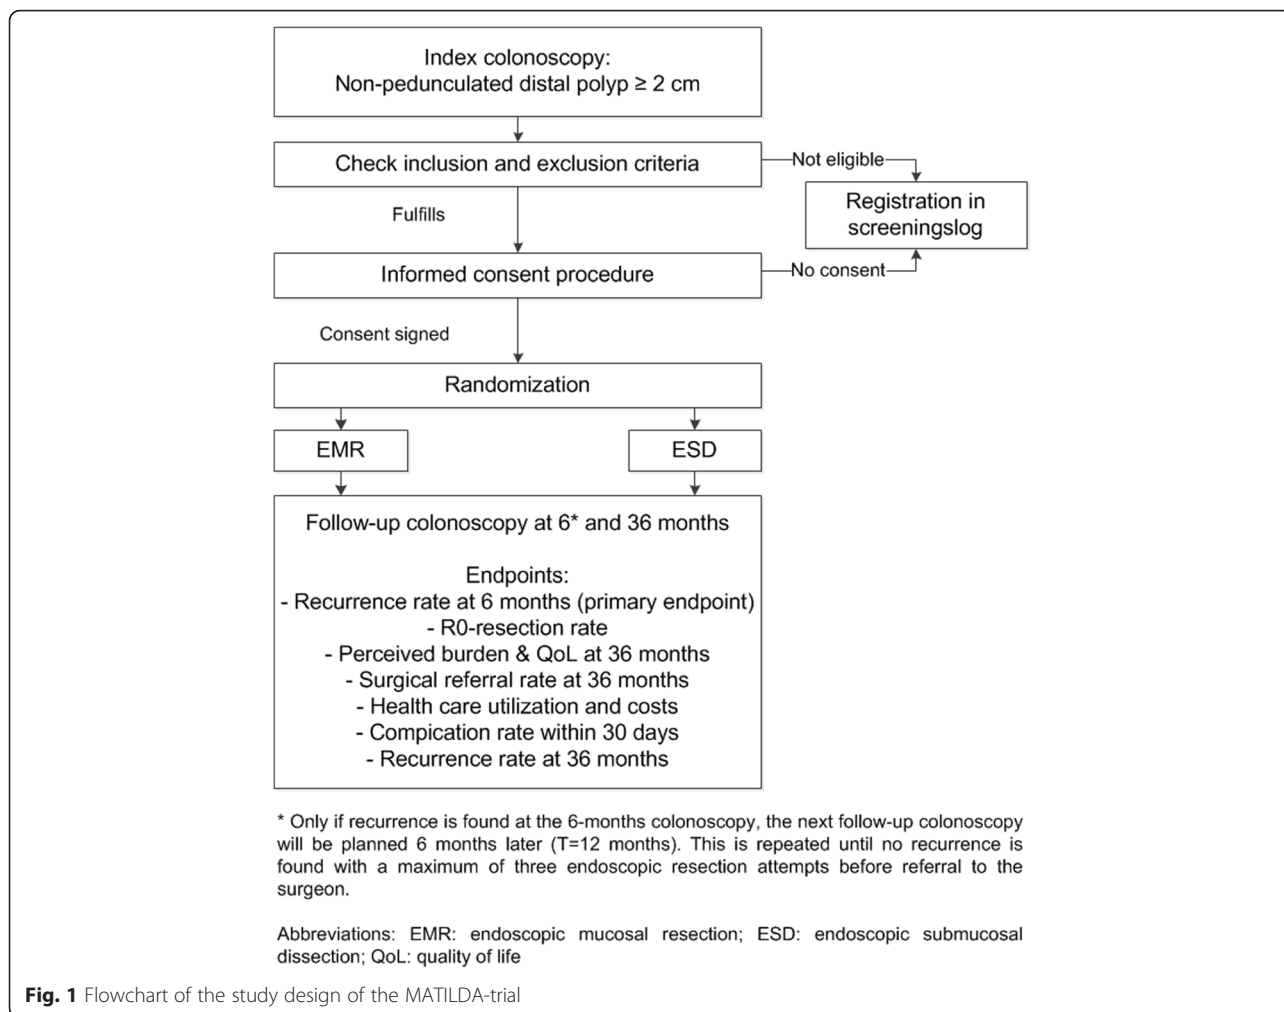 Index colonoscopy:
Non-pedunculated distal polyp ≥ 2 cm
Check inclusion and exclusion criteria
Not eligible
Registration in
screeningslog
Fulfills
Informed consent procedure
No consent
Consent signed
Randomization
EMR
ESD
Follow-up colonoscopy at 6* and 36 months
Endpoints:
- Recurrence rate at 6 months (primary endpoint)
- R0-resection rate
- Perceived burden & QoL at 36 months
- Surgical referral rate at 36 months
- Health care utilization and costs
- Compication rate within 30 days
- Recurrence rate at 36 months
* Only if recurrence is found at the 6-months colonoscopy, the next follow-up colonoscopy
will be planned 6 months later (T=12 months). This is repeated until no recurrence is
found with a maximum of three endoscopic resection attempts before referral to the
surgeon.
Abbreviations: EMR: endoscopic mucosal resection; ESD: endoscopic submucosal
dissection; QoL: quality of life
Fig. 1 Flowchart of the study design of the MATILDA-trial